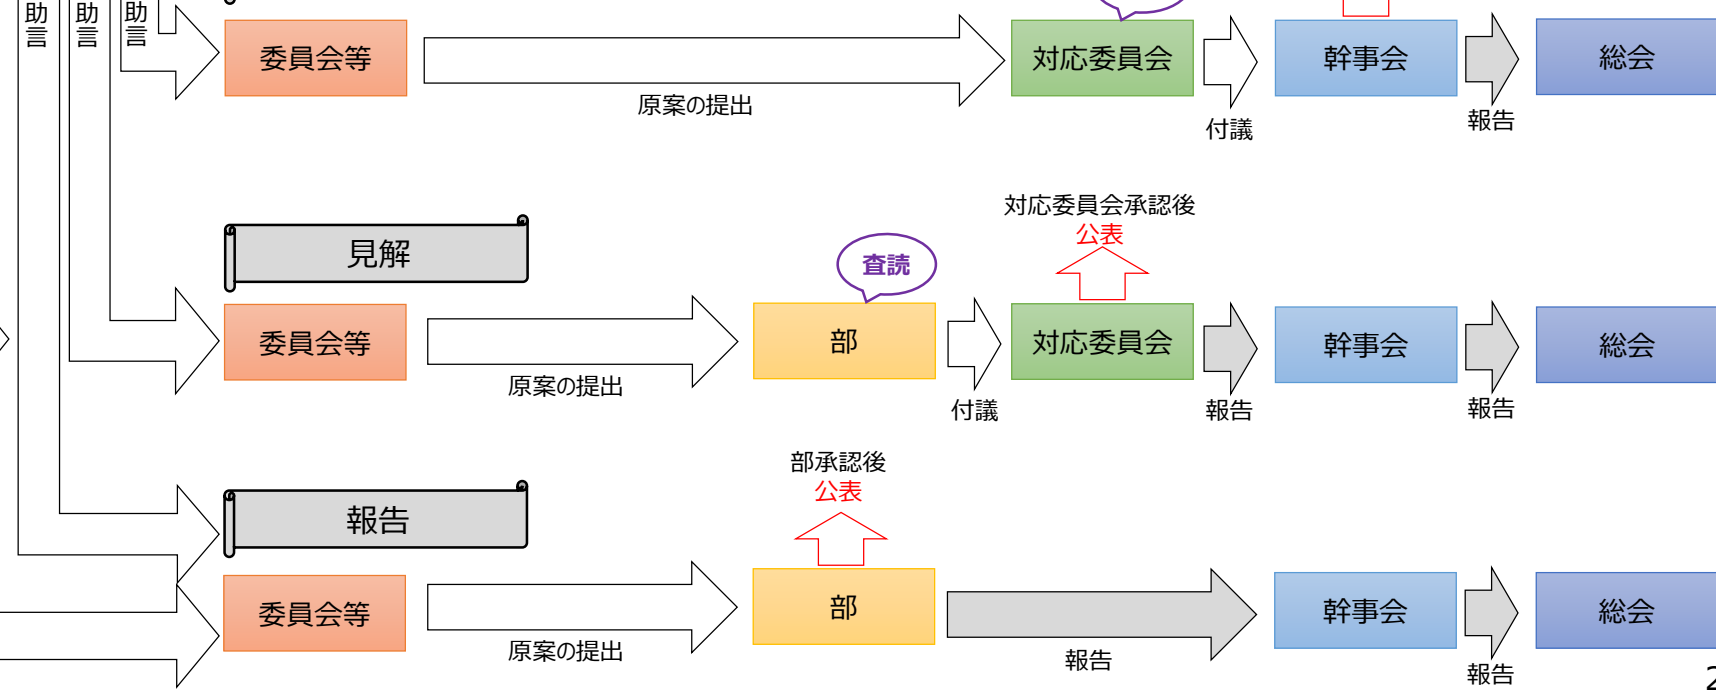 助言
助言
助言
委員会等
原案の提出
対応委員会
付議
幹事会
報告
総会
見解
対応委員会承認後
公表
査読
委員会等
原案の提出
部
付議
対応委員会
報告
幹事会
報告
総会
報告
部承認後
公表
委員会等
原案の提出
部
報告
幹事会
報告
総会